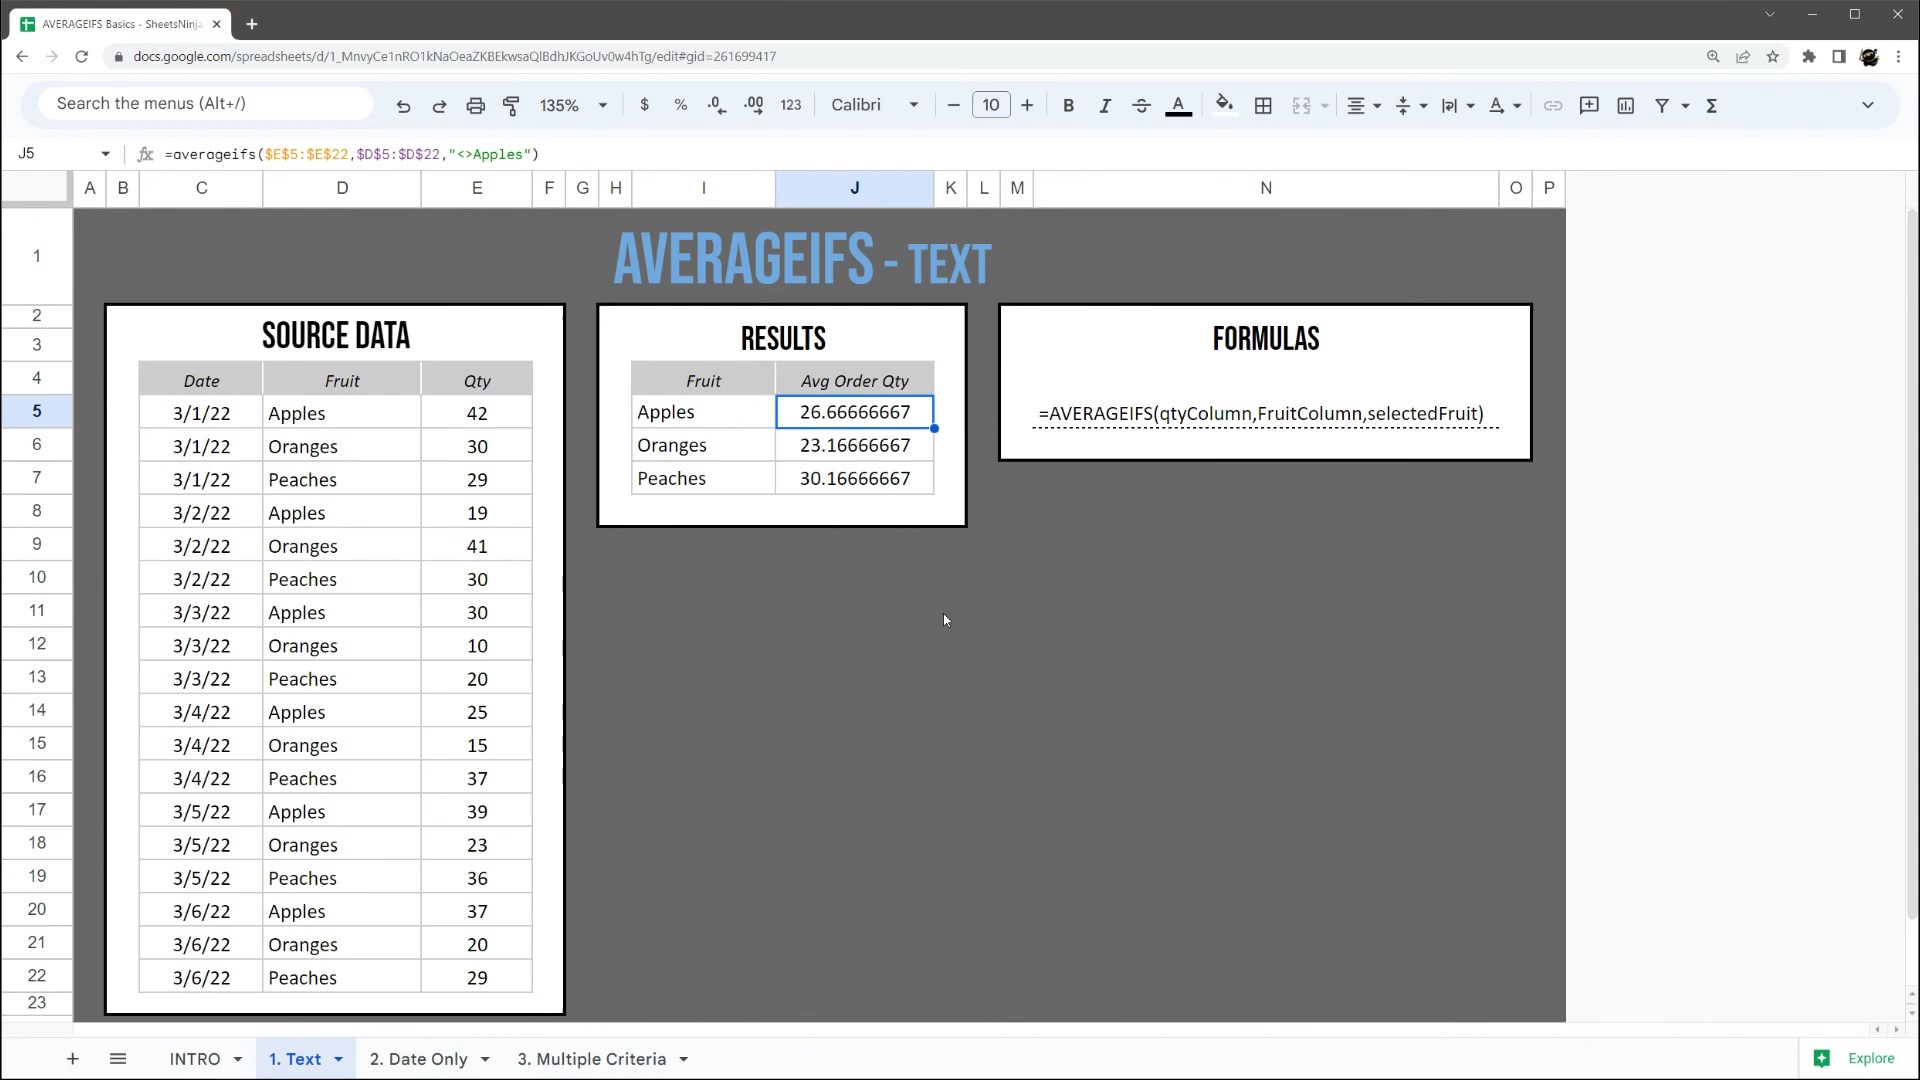 AVERAGEIFS Basics - SheetsNinja
docs.google.com/spreadsheets/d/1_MnvyCe1nRO1kNaOeaZKBEkwsaQlBdhJKGoUv0w4hTg/edit#gid=261699417
Search the menus (Alt+/)
135%
$ % .0 .00 123
Calibri
10
B I S A
Σ
J5
fx =averageifs($E$5:$E$22,$D$5:$D$22,"<>Apples")
A B C D E F G H I J K L M N O P
1 AVERAGEIFS - TEXT
2
3 SOURCE DATA RESULTS FORMULAS
4 Date Fruit Qty Fruit Avg Order Qty
5 3/1/22 Apples 42 Apples 26.66666667 =AVERAGEIFS(qtyColumn,FruitColumn,selectedFruit)
6 3/1/22 Oranges 30 Oranges 23.16666667
7 3/1/22 Peaches 29 Peaches 30.16666667
8 3/2/22 Apples 19
9 3/2/22 Oranges 41
10 3/2/22 Peaches 30
11 3/3/22 Apples 30
12 3/3/22 Oranges 10
13 3/3/22 Peaches 20
14 3/4/22 Apples 25
15 3/4/22 Oranges 15
16 3/4/22 Peaches 37
17 3/5/22 Apples 39
18 3/5/22 Oranges 23
19 3/5/22 Peaches 36
20 3/6/22 Apples 37
21 3/6/22 Oranges 20
22 3/6/22 Peaches 29
23
INTRO 1. Text 2. Date Only 3. Multiple Criteria Explore